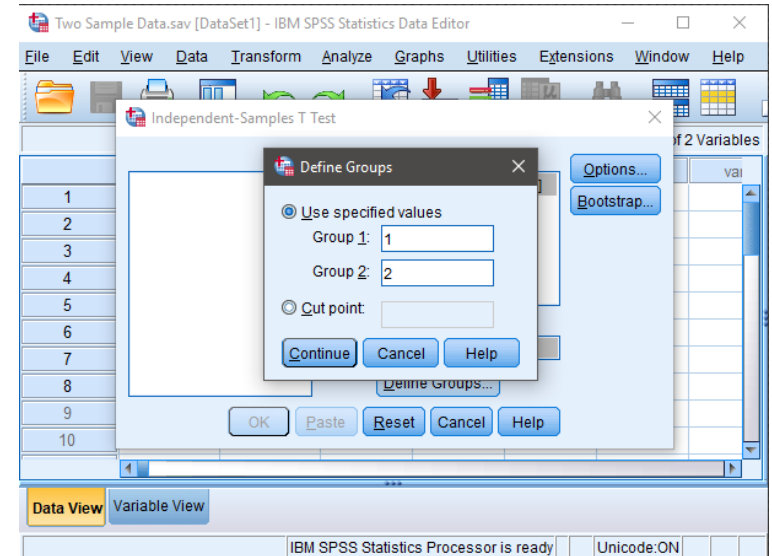 Two Sample Data.sav [DataSet1] - IBM SPSS Statistics Data Editor
File Edit View Data Transform Analyze Graphs Utilities Extensions Window Help
Independent-Samples T Test
of 2 Variables
Define Groups
Options...
Bootstrap...
1
2
3
4
5
6
7
8
9
10
Use specified values
Group 1: 1
Group 2: 2
Cut point:
Continue Cancel Help
Define Groups...
OK Paste Reset Cancel Help
Data View Variable View
IBM SPSS Statistics Processor is ready Unicode:ON